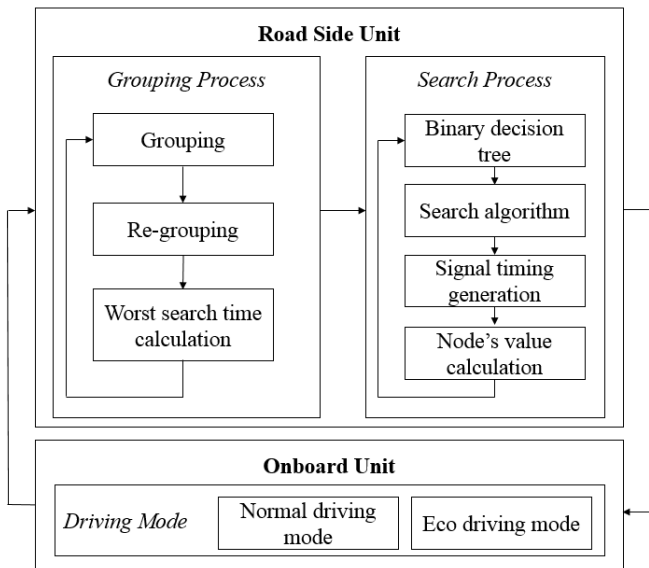 Road Side Unit
Grouping Process
Grouping
Re-grouping
Worst search time
calculation
Search Process
Binary decision
tree
Search algorithm
Signal timing
generation
Node's value
calculation
Onboard Unit
Driving Mode
Normal driving
mode
Eco driving mode